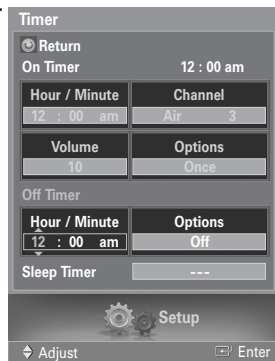 Timer
Return
On Timer 12 : 00 am
Hour / Minute Channel
12 : 00 am Air 3
Volume Options
10 Once
Off Timer
Hour / Minute Options
12 : 00 am Off
Sleep Timer ---
Setup
Adjust Enter